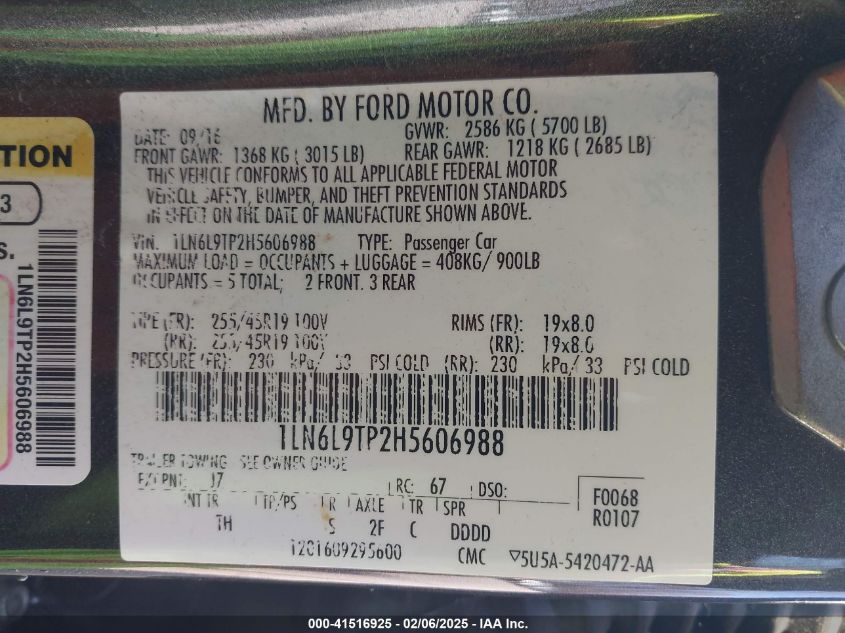 MFD. BY FORD MOTOR CO.
DATE: 09/16 GVWR: 2586 KG ( 5700 LB)
FRONT GAWR: 1368 KG ( 3015 LB) REAR GAWR: 1218 KG ( 2685 LB)
THIS VEHICLE CONFORMS TO ALL APPLICABLE FEDERAL MOTOR
VEHICLE SAFETY, BUMPER, AND THEFT PREVENTION STANDARDS
IN EFFECT ON THE DATE OF MANUFACTURE SHOWN ABOVE.
VIN: 1LN6L9TP2H5606988 TYPE: Passenger Car
MAXIMUM LOAD = OCCUPANTS + LUGGAGE = 408KG/ 900LB
OCCUPANTS = 5 TOTAL; 2 FRONT. 3 REAR
TIRE (FR): 255/45R19 100V RIMS (FR): 19x8.0
(RR): 255/45R19 100V (RR): 19x8.0
PRESSURE (FR): 230 kPa/ 33 PSI COLD (RR): 230 kPa/ 33 PSI COLD
1LN6L9TP2H5606988
TRAILER TOWING - SEE OWNER GUIDE
EXT PNT: J7 RC: 67 DSO:
INT TR TP/PS R AXLE TR SPR
TH S 2F C DDDD
F0068
R0107
CMC ▽5U5A-5420472-AA
TION
3
S.
1LN6L9TP2H5606988
000-41516925 - 02/06/2025 - IAA Inc.